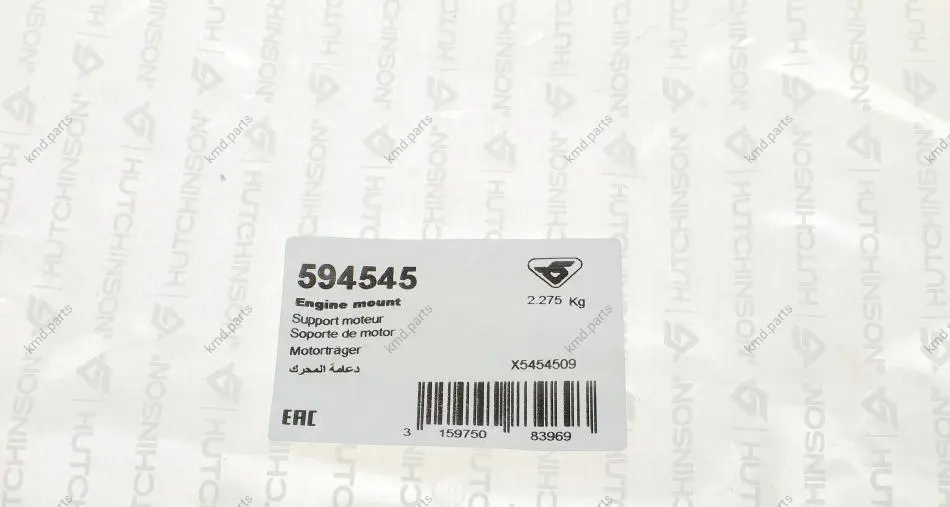 594545
Engine mount
Support moteur
Soporte de motor
Motorträger
دعامة المحرك
2.275 Kg
X5454509
EAC
3 159750 83969
HUTCHINSON
kmd.parts